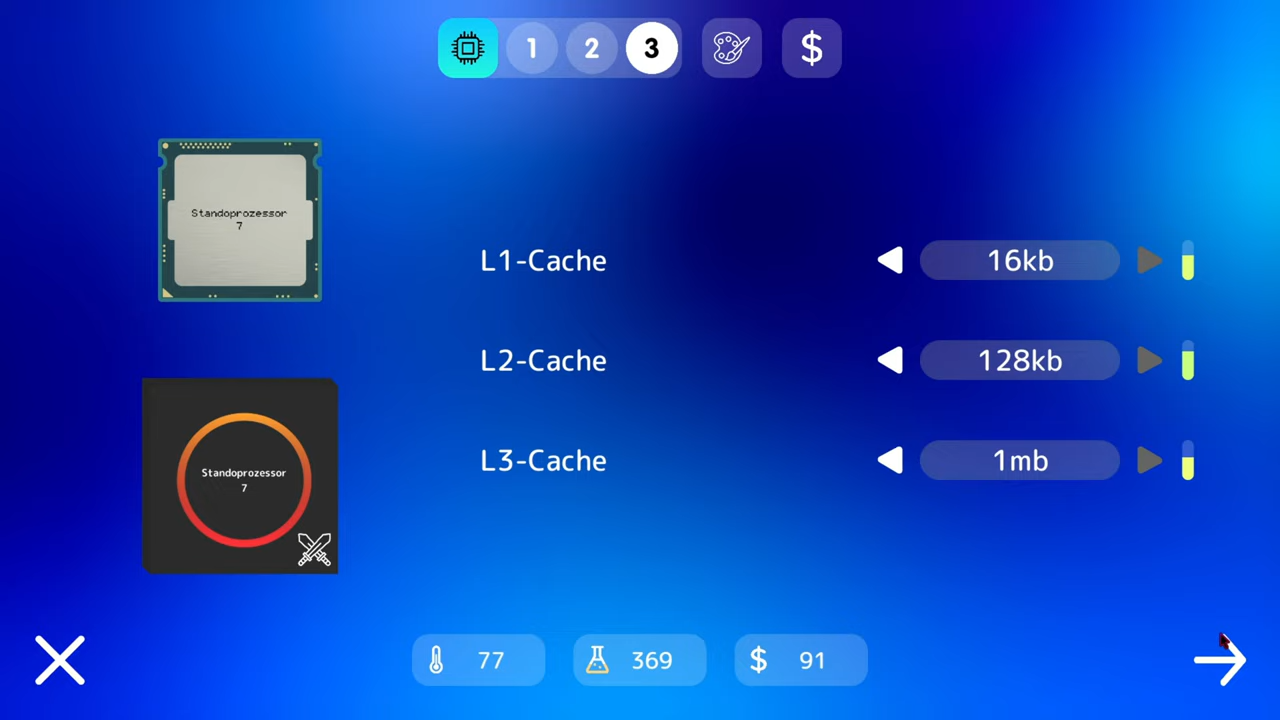 1 2 3 $
Standoprozessor
7
L1-Cache 16kb
L2-Cache 128kb
L3-Cache 1mb
Standoprozessor
7
77 369 $ 91